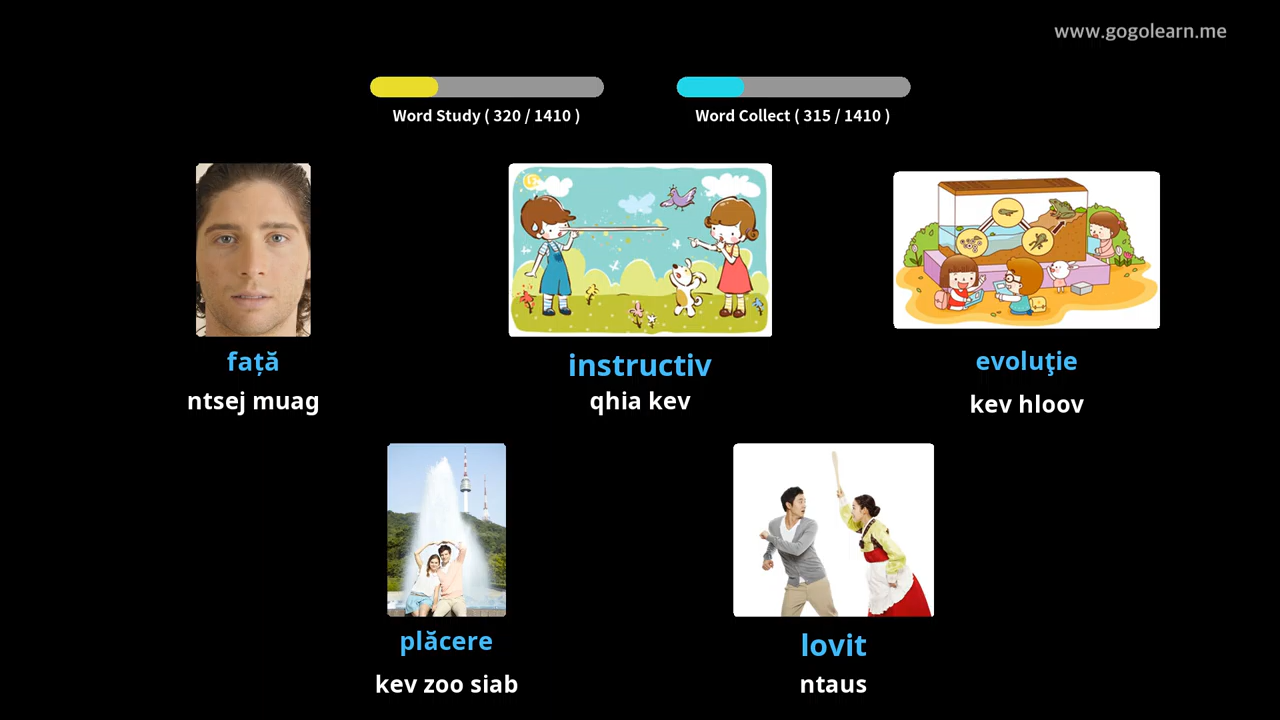 www.gogolearn.me
Word Study ( 320 / 1410 )
Word Collect ( 315 / 1410 )
față
ntsej muag
instructiv
qhia kev
evoluţie
kev hloov
plăcere
kev zoo siab
lovit
ntaus